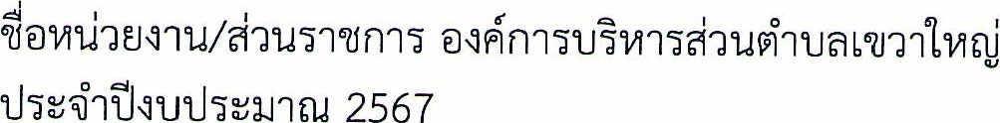 ชื่อหน่วยงาน/ส่วนราชการ องค์การบริหารส่วนตำบลเขวาใหญ่
ประจำปีงบประมาณ 2567